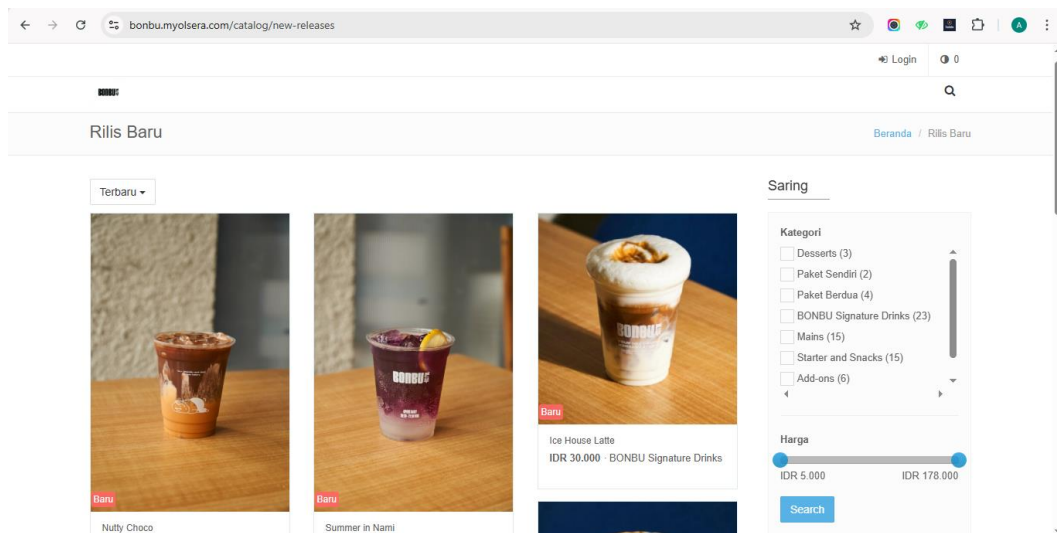 bonbu.myolsera.com/catalog/new-releases
A
Login
0
BONBU
Rilis Baru
Beranda / Rilis Baru
Terbaru
Baru
Nutty Choco
BONBU
Baru
Summer in Nami
BONBU
Baru
Ice House Latte
IDR 30.000 - BONBU Signature Drinks
Saring
Kategori
Desserts (3)
Paket Sendiri (2)
Paket Berdua (4)
BONBU Signature Drinks (23)
Mains (15)
Starter and Snacks (15)
Add-ons (6)
Harga
IDR 5.000
IDR 178.000
Search